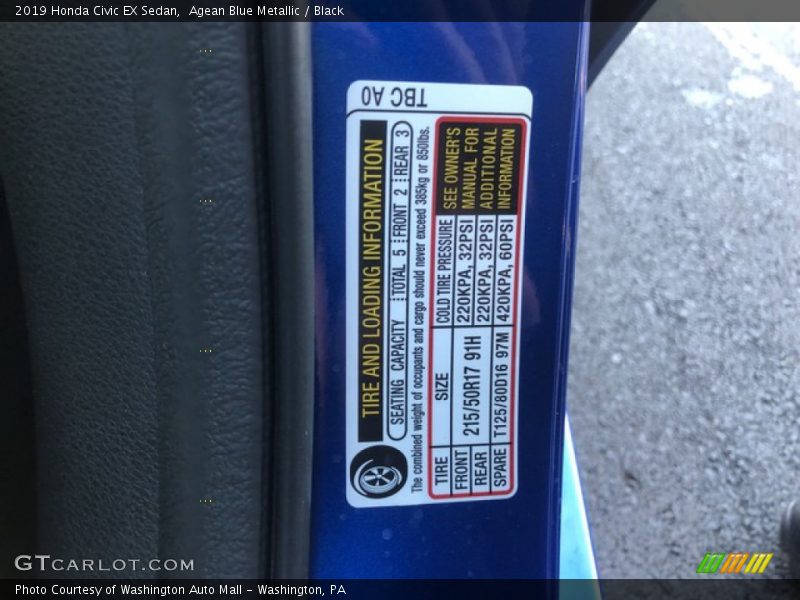 2019 Honda Civic EX Sedan,  Agean Blue Metallic / Black
TBC A0
TIRE AND LOADING INFORMATION
SEATING CAPACITY TOTAL 5 FRONT 2 REAR 3
The combined weight of occupants and cargo should never exceed 385kg or 850lbs.
TIRE SIZE COLD TIRE PRESSURE
FRONT 215/50R17 91H 220KPA, 32PSI
REAR 220KPA, 32PSI
SPARE T125/80D16 97M 420KPA, 60PSI
SEE OWNER'S
MANUAL FOR
ADDITIONAL
INFORMATION
GTcarlot.com
Photo Courtesy of Washington Auto Mall – Washington, PA